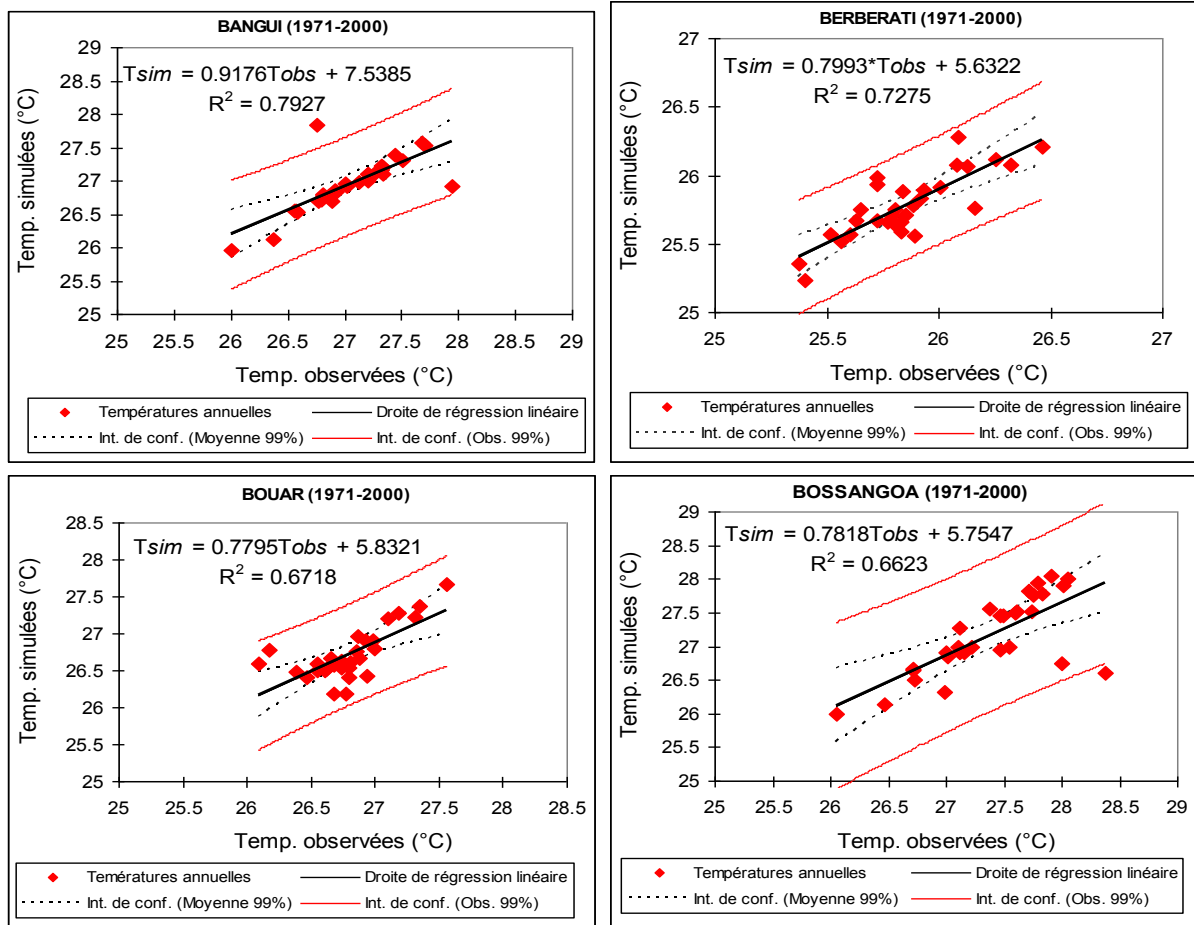 BANGUI (1971-2000)
Tsim = 0.9176Tobs + 7.5385
R² = 0.7927
Temp. simulées (°C)
29
28.5
28
27.5
27
26.5
26
25.5
25
25 25.5 26 26.5 27 27.5 28 28.5 29
Temp. observées (°C)
Températures annuelles
Droite de régression linéaire
Int. de conf. (Moyenne 99%)
Int. de conf. (Obs. 99%)
BERBERATI (1971-2000)
Tsim = 0.7993*Tobs + 5.6322
R² = 0.7275
Temp. simulées (°C)
27
26.5
26
25.5
25
25 25.5 26 26.5 27
Temp. observées (°C)
Températures annuelles
Droite de régression linéaire
Int. de conf. (Moyenne 99%)
Int. de conf. (Obs. 99%)
BOUAR (1971-2000)
Tsim = 0.7795Tobs + 5.8321
R² = 0.6718
Temp. simulées (°C)
28.5
28
27.5
27
26.5
26
25.5
25
25 25.5 26 26.5 27 27.5 28 28.5
Temp. observées (°C)
Temératures annuelles
Droite de régression linéaire
Int. de conf. (Moyenne 99%)
Int. de conf. (Obs. 99%)
BOSSANGOA (1971-2000)
Tsim = 0.7818Tobs + 5.7547
R² = 0.6623
Temp. simulées (°C)
29
28.5
28
27.5
27
26.5
26
25.5
25
25 25.5 26 26.5 27 27.5 28 28.5 29
Temp. observées (°C)
Températures annuelles
Droite de régression linéaire
Int. de conf. (Moyenne 99%)
Int. de conf. (Obs. 99%)